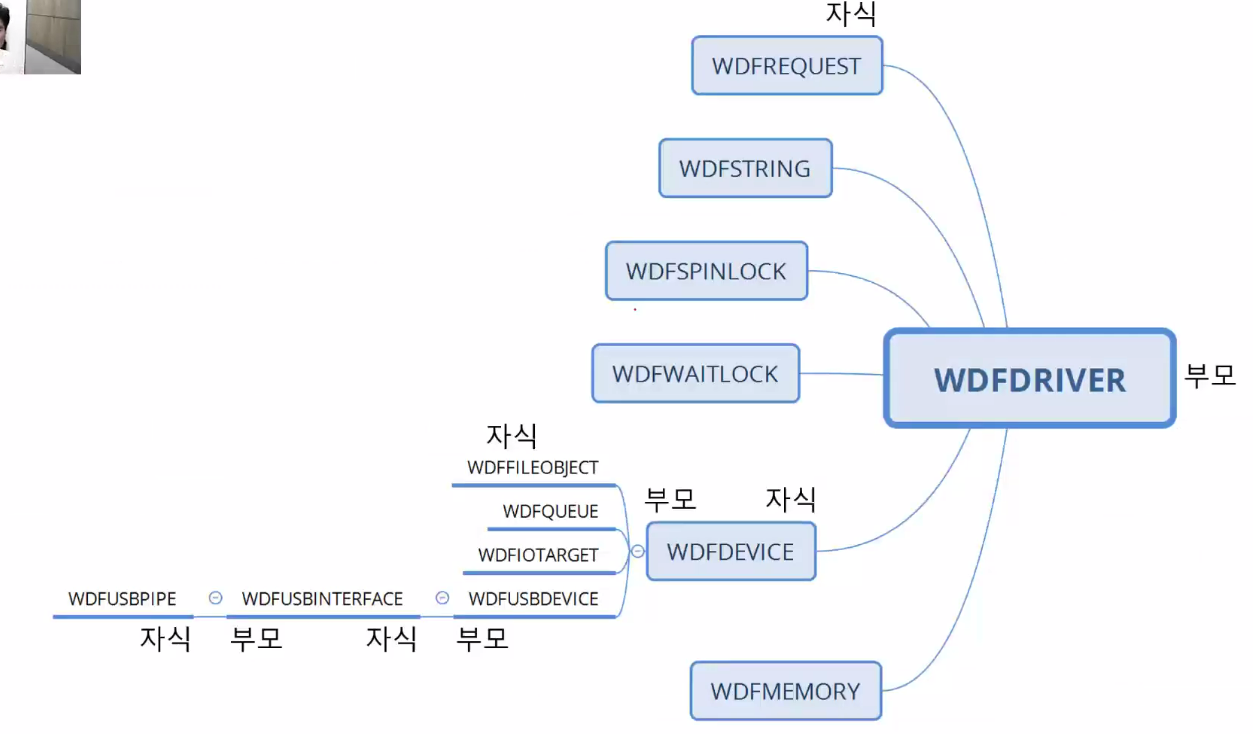 자식
WDFREQUEST
WDFSTRING
WDFSPINLOCK
WDFWAITLOCK
WDFDRIVER
부모
자식
WDFFILEOBJECT
WDFQUEUE
WDFIOTARGET
부모
자식
WDFDEVICE
WDFUSBPIPE
WDFUSBINTERFACE
WDFUSBDEVICE
자식
부모
자식
부모
WDFMEMORY